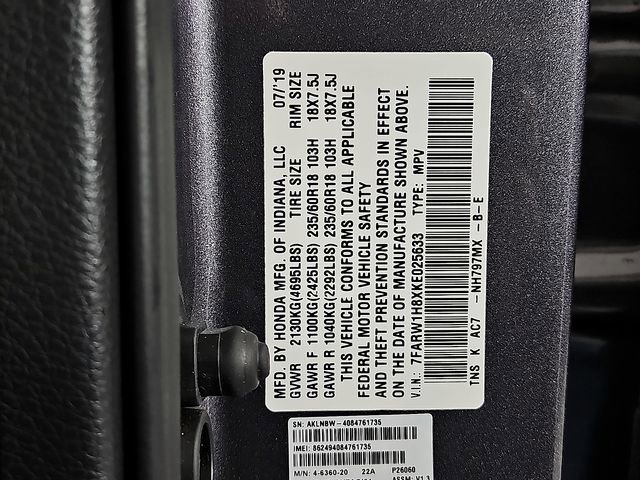 MFD. BY HONDA MFG. OF INDIANA, LLC 07/'19
GVWR 2130KG(4695LBS) TIRE SIZE RIM SIZE
GAWR F 1100KG(2425LBS) 235/60R18 103H 18X7.5J
GAWR R 1040KG(2292LBS) 235/60R18 103H 18X7.5J
THIS VEHICLE CONFORMS TO ALL APPLICABLE
FEDERAL MOTOR VEHICLE SAFETY
AND THEFT PREVENTION STANDARDS IN EFFECT
ON THE DATE OF MANUFACTURE SHOWN ABOVE.
V.I.N.: 7FARW1H8XKE025633 TYPE: MPV
TNS K AC7 -NH797MX -B-E
SN: AKLNBW-4084761735
IMEI: 862494084761735
M/N: 4-6360-20 22A P26060
ASSM: V1.3